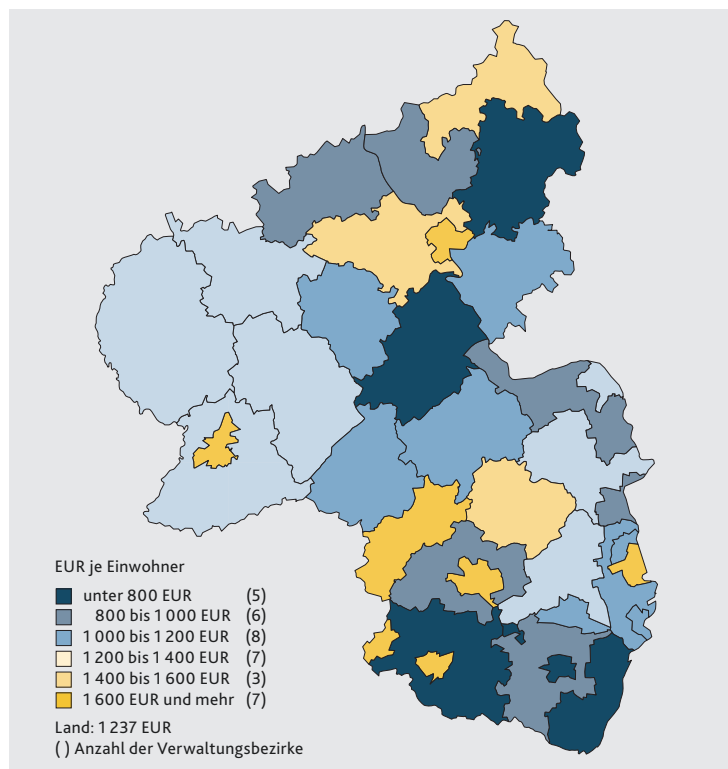 EUR je Einwohner
unter 800 EUR (5)
800 bis 1 000 EUR (6)
1 000 bis 1 200 EUR (8)
1 200 bis 1 400 EUR (7)
1 400 bis 1 600 EUR (3)
1 600 EUR und mehr (7)
Land: 1 237 EUR
( ) Anzahl der Verwaltungsbezirke